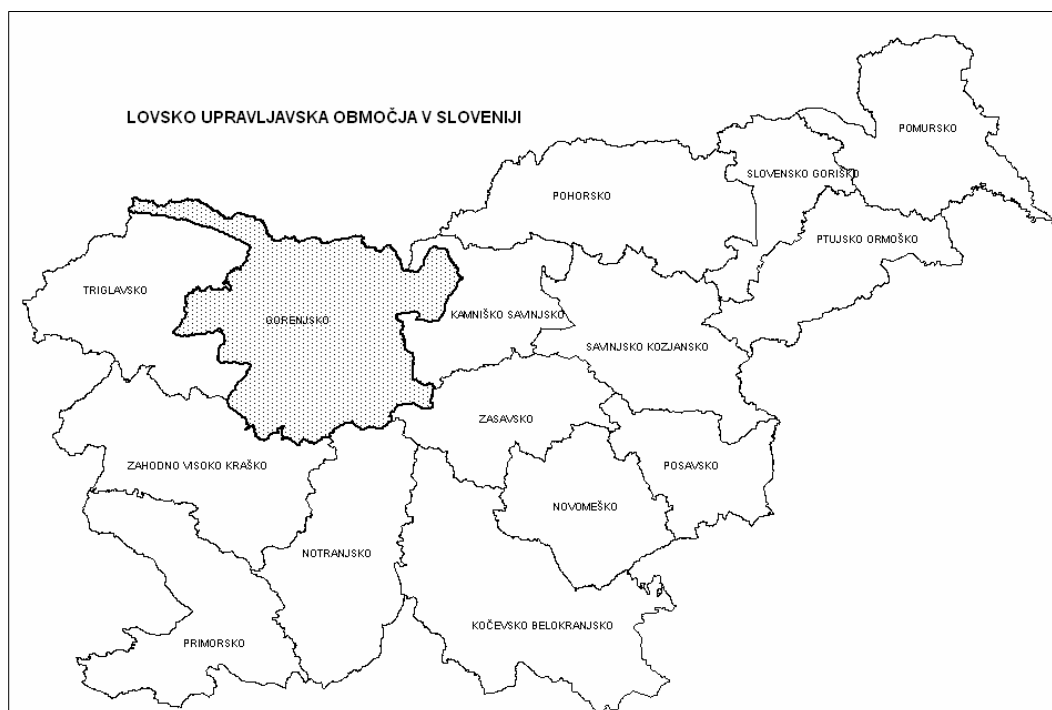 LOVSKO UPRAVLJAVSKA OBMOČJA V SLOVENIJI
POMURSKO
SLOVENSKO GORIŠKO
POHORSKO
PTUJSKO ORMOŠKO
TRIGLAVSKO
GORENJSKO
KAMNIŠKO SAVINJSKO
SAVINJSKO KOZJANSKO
ZASAVSKO
ZAHODNO VISOKO KRAŠKO
POSAVSKO
NOVOMEŠKO
NOTRANJSKO
KOČEVSKO BELOKRANJSKO
PRIMORSKO